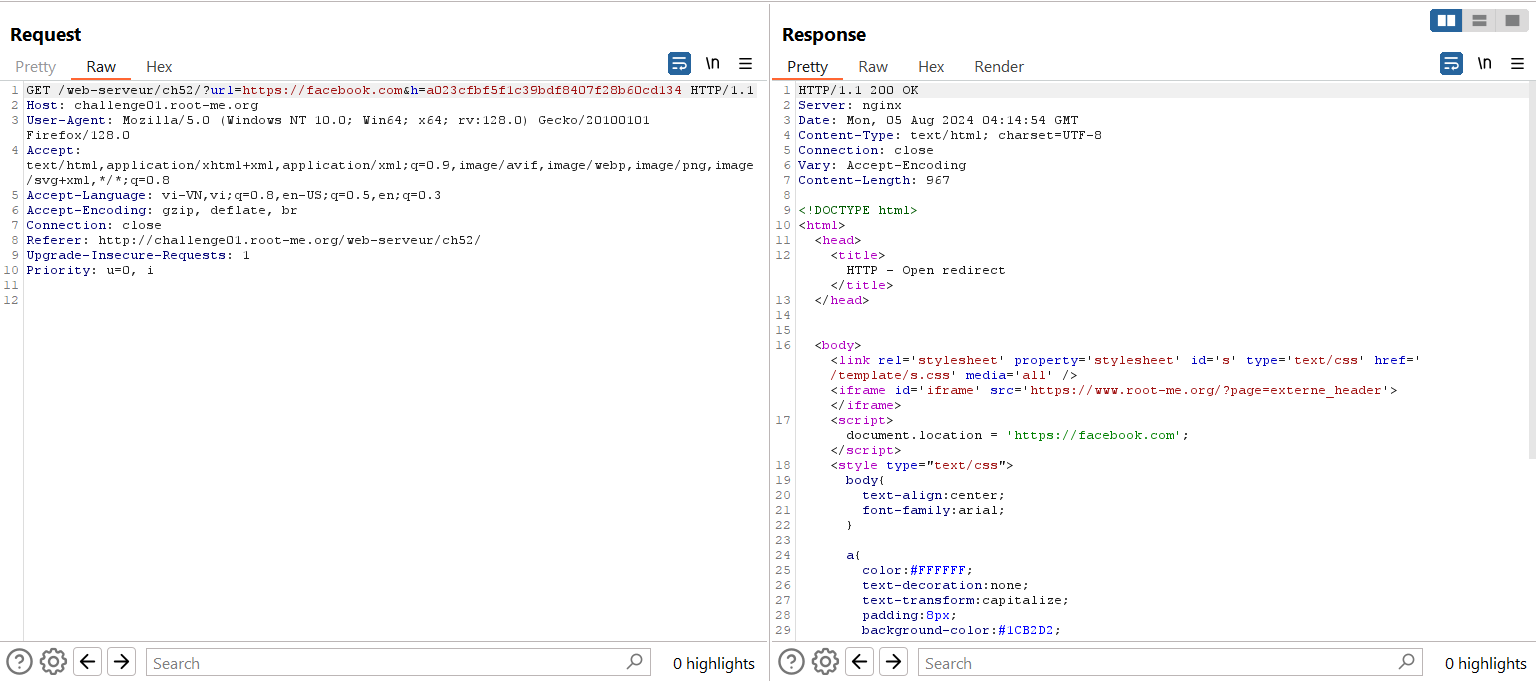 Request
Pretty Raw Hex \n
1 GET /web-serveur/ch52/?url=https://facebook.com&h=a023cfbf5f1c39bdf8407f28b60cd134 HTTP/1.1
2 Host: challenge01.root-me.org
3 User-Agent: Mozilla/5.0 (Windows NT 10.0; Win64; x64; rv:128.0) Gecko/20100101
Firefox/128.0
4 Accept:
text/html,application/xhtml+xml,application/xml;q=0.9,image/avif,image/webp,image/png,image
/svg+xml,*/*;q=0.8
5 Accept-Language: vi-VN,vi;q=0.8,en-US;q=0.5,en;q=0.3
6 Accept-Encoding: gzip, deflate, br
7 Connection: close
8 Referer: http://challenge01.root-me.org/web-serveur/ch52/
9 Upgrade-Insecure-Requests: 1
10 Priority: u=0, i
11
12
Search
0 highlights
Response
Pretty Raw Hex Render \n
1 HTTP/1.1 200 OK
2 Server: nginx
3 Date: Mon, 05 Aug 2024 04:14:54 GMT
4 Content-Type: text/html; charset=UTF-8
5 Connection: close
6 Vary: Accept-Encoding
7 Content-Length: 967
8
9 <!DOCTYPE html>
10 <html>
11 <head>
12 <title>
HTTP - Open redirect
</title>
13 </head>
14
15
16 <body>
<link rel='stylesheet' property='stylesheet' id='s' type='text/css' href='
/template/s.css' media='all' />
<iframe id='iframe' src='https://www.root-me.org/?page=externe_header'>
</iframe>
17 <script>
document.location = 'https://facebook.com';
</script>
18 <style type="text/css">
19 body{
20 text-align:center;
21 font-family:arial;
22 }
23
24 a{
25 color:#FFFFFF;
26 text-decoration:none;
27 text-transform:capitalize;
28 padding:8px;
29 background-color:#1CB2D2;
Search
0 highlights